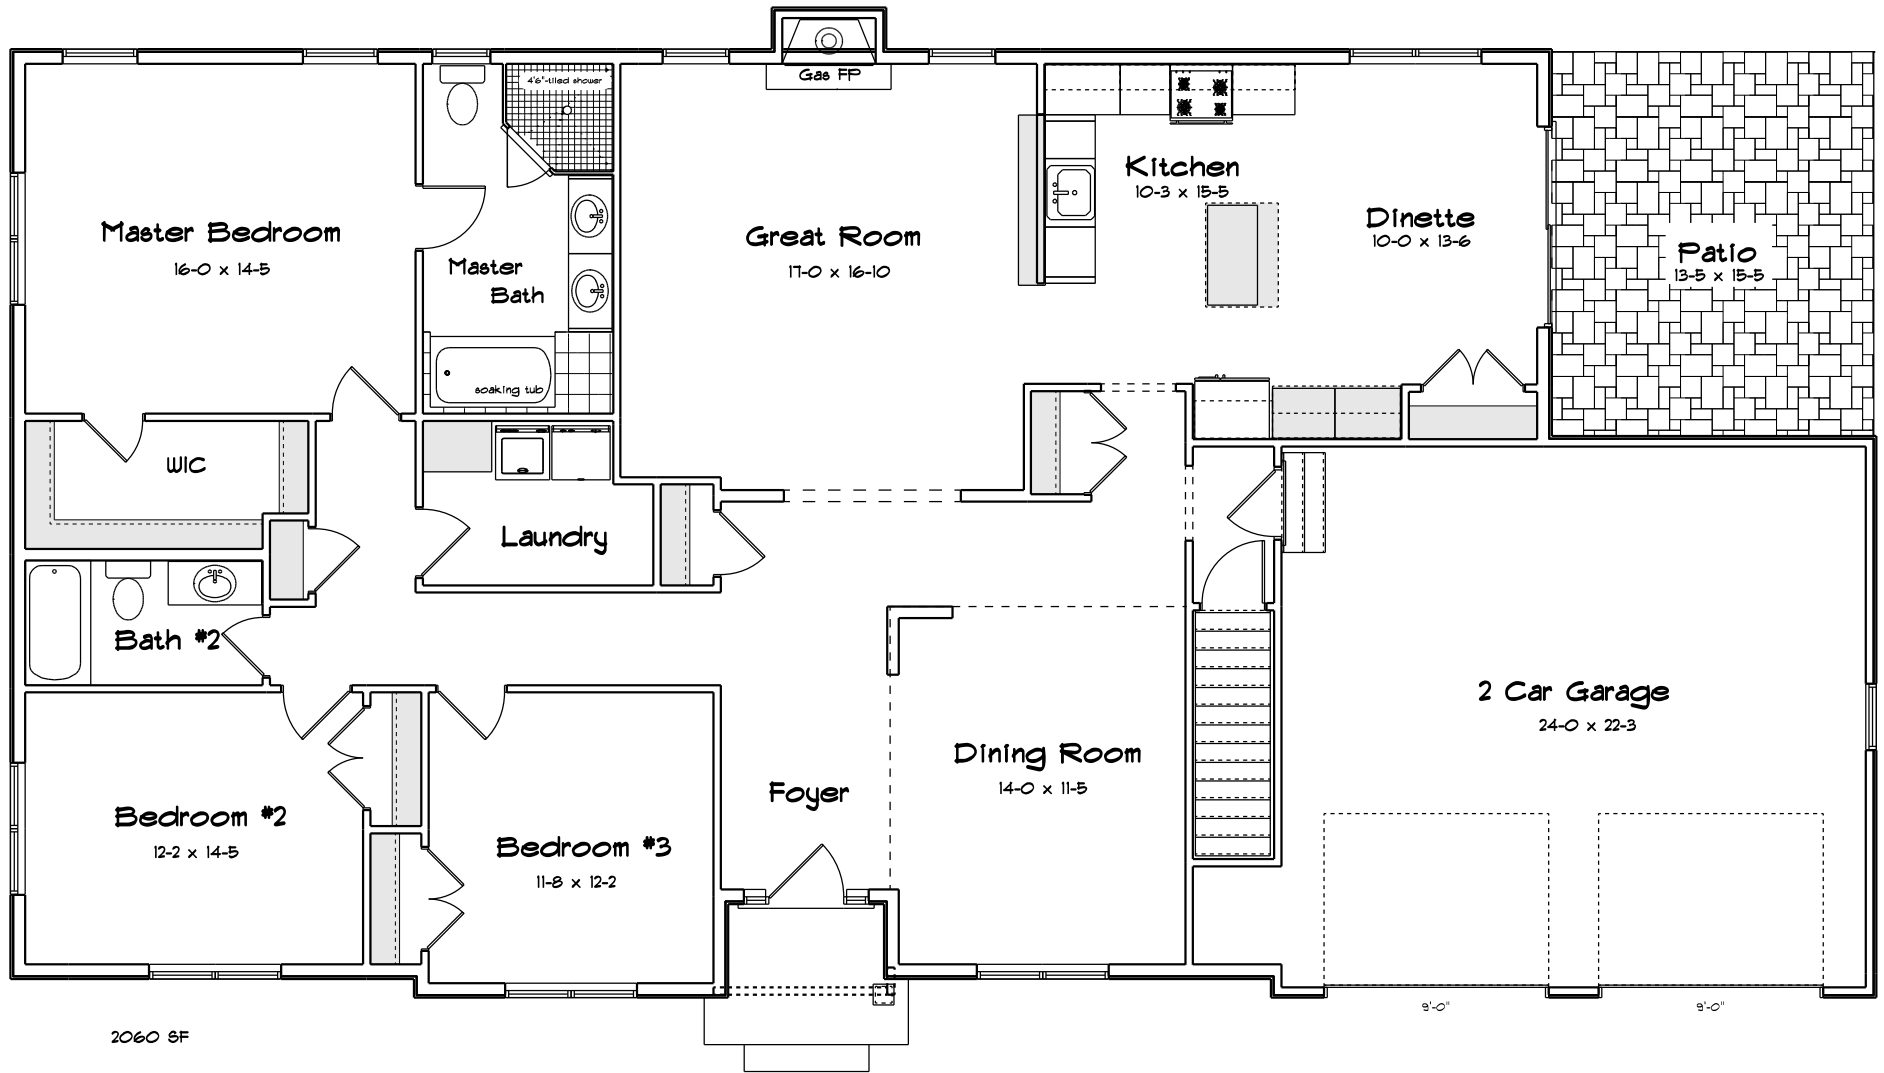 Gas FP
4'6"-tiled shower
Kitchen
10-3 x 15-5
Master Bedroom
16-0 x 14-5
Great Room
17-0 x 16-10
Dinette
10-0 x 13-6
Patio
13-5 x 15-5
Master
Bath
soaking tub
WIC
Laundry
Bath #2
2 Car Garage
24-0 x 22-3
Dining Room
14-0 x 11-5
Foyer
Bedroom #2
12-2 x 14-5
Bedroom #3
11-8 x 12-2
9'-0"
9'-0"
2060 SF